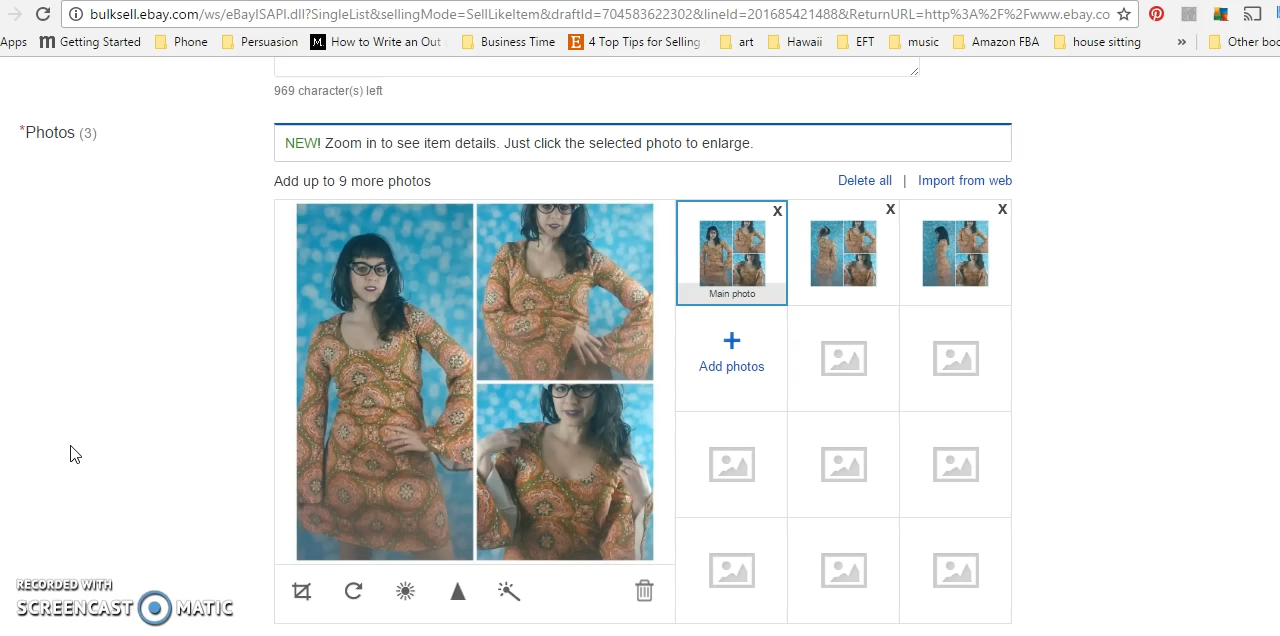 bulksell.ebay.com/ws/eBayISAPI.dll?SingleList&sellingMode=SellLikeItem&draftId=704583622302&lineId=201685421488&ReturnURL=http%3A%2F%2Fwww.ebay.co
Apps Getting Started Phone Persuasion M. How to Write an Out Business Time E 4 Top Tips for Selling art Hawaii EFT music Amazon FBA house sitting » Other boo
969 character(s) left
*Photos (3)
NEW! Zoom in to see item details. Just click the selected photo to enlarge.
Add up to 9 more photos
Delete all | Import from web
X X X
Main photo
+
Add photos
RECORDED WITH
SCREENCAST MATIC